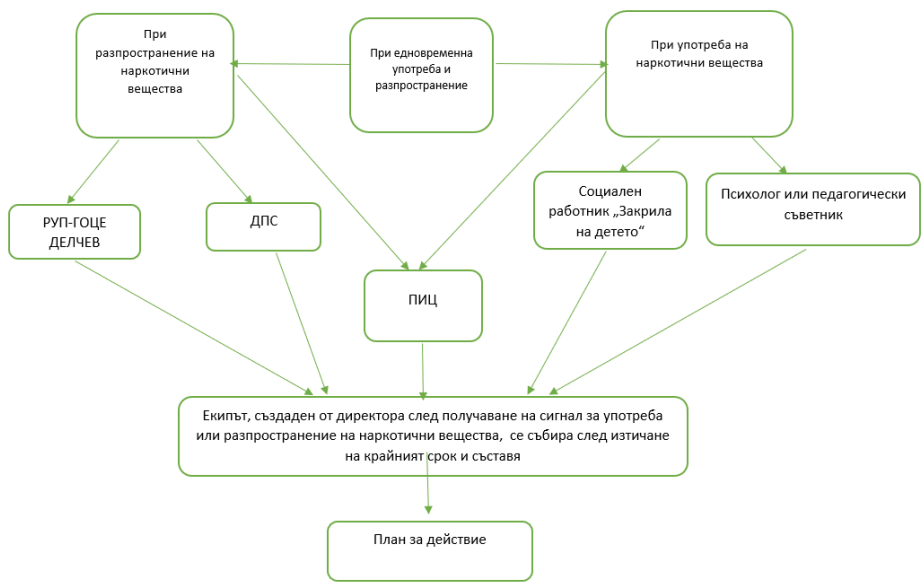 При
разпространение на
наркотични
вещества
При едновременна
употреба и
разпространение
При употреба на
наркотични вещества
РУП-ГОЦЕ
ДЕЛЧЕВ
ДПС
Социален
работник „Закрила
на детето“
Психолог или педагогически
съветник
ПИЦ
Екипът, създаден от директора след получаване на сигнал за употреба
или разпространение на наркотични вещества, се събира след изтичане
на крайният срок и съставя
План за действие